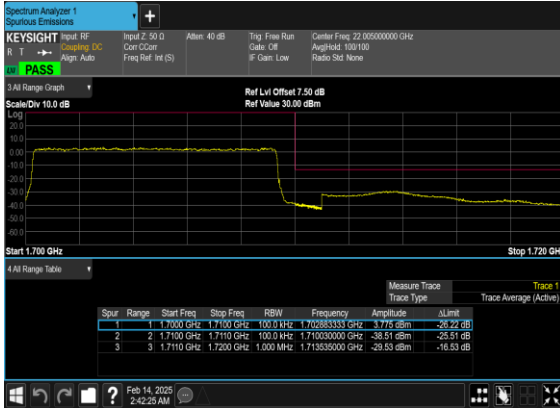 Spectrum Analyzer 1
Spurious Emissions
+
KEYSIGHT Input: RF Input Z: 50 Ω Atten: 40 dB Trig: Free Run Center Freq: 22.005000000 GHz
R T Coupling: DC Corr CCorr Gate: Off Avg|Hold: 100/100
Align: Auto Freq Ref: Int (S) IF Gain: Low Radio Std: None
PASS
3 All Range Graph Ref Lvl Offset 7.50 dB
Scale/Div 10.0 dB Ref Value 30.00 dBm
Log
20.0
10.0
0.00
-10.0
-20.0
-30.0
-40.0
-50.0
-60.0
Start 1.700 GHz Stop 1.720 GH
4 All Range Table
Measure Trace Trace 1
Trace Type Trace Average (Active)
Spur Range Start Freq Stop Freq RBW Frequency Amplitude ΔLimit
1 1 1.7000 GHz 1.7100 GHz 100.0 kHz 1.702883333 GHz 3.775 dBm -26.22 dB
2 2 1.7100 GHz 1.7110 GHz 100.0 kHz 1.710030000 GHz -38.51 dBm -25.51 dB
3 3 1.7110 GHz 1.7200 GHz 1.000 MHz 1.713535000 GHz -29.53 dBm -16.53 dB
? Feb 14, 2025
2:42:25 AM